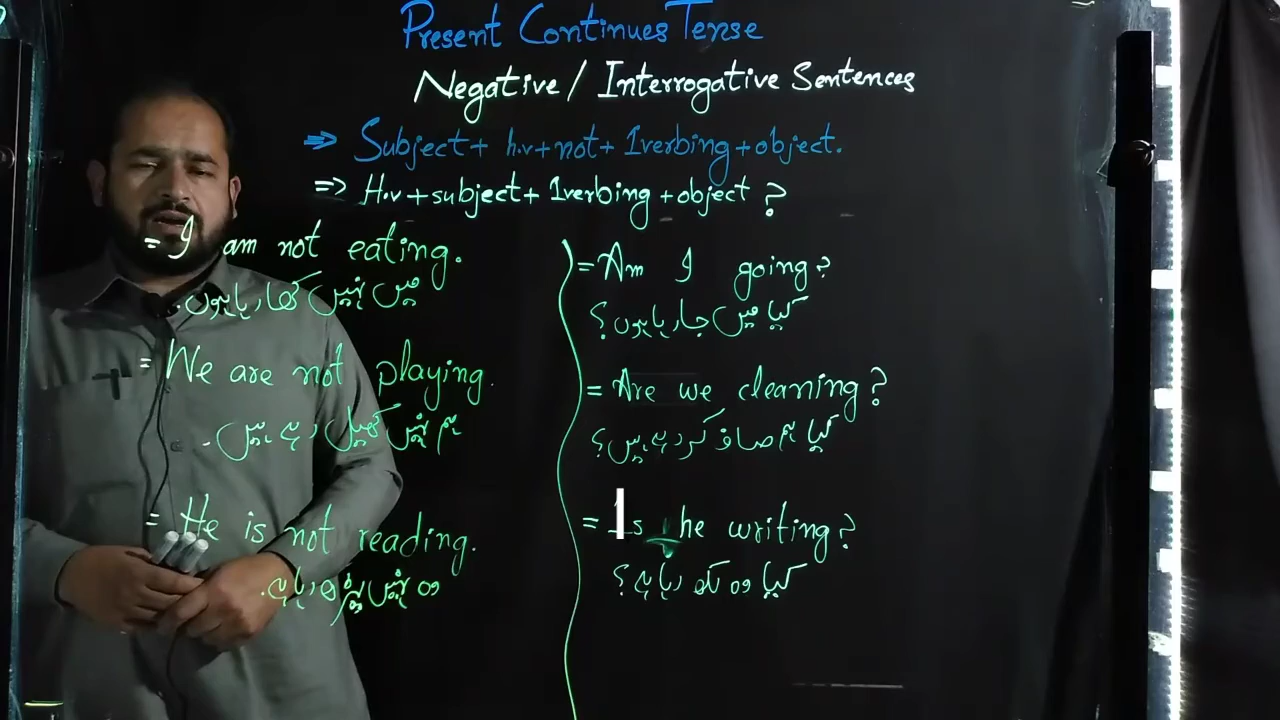 Present Continues Tense
Negative / Interrogative Sentences
⇒ Subject + h.v + not + 1verbing + object.
⇒ H.v + subject + 1verbing + object ?
= I am not eating.
میں نہیں کھا رہا ہوں.
= We are not playing.
ہم نہیں کھیل رہے ہیں۔
= He is not reading.
وہ نہیں پڑھ رہا ہے.
= Am I going?
کیا میں جا رہا ہوں؟
= Are we cleaning?
کیا ہم صاف کر رہے ہیں؟
= Is he writing?
کیا وہ لکھ رہا ہے؟